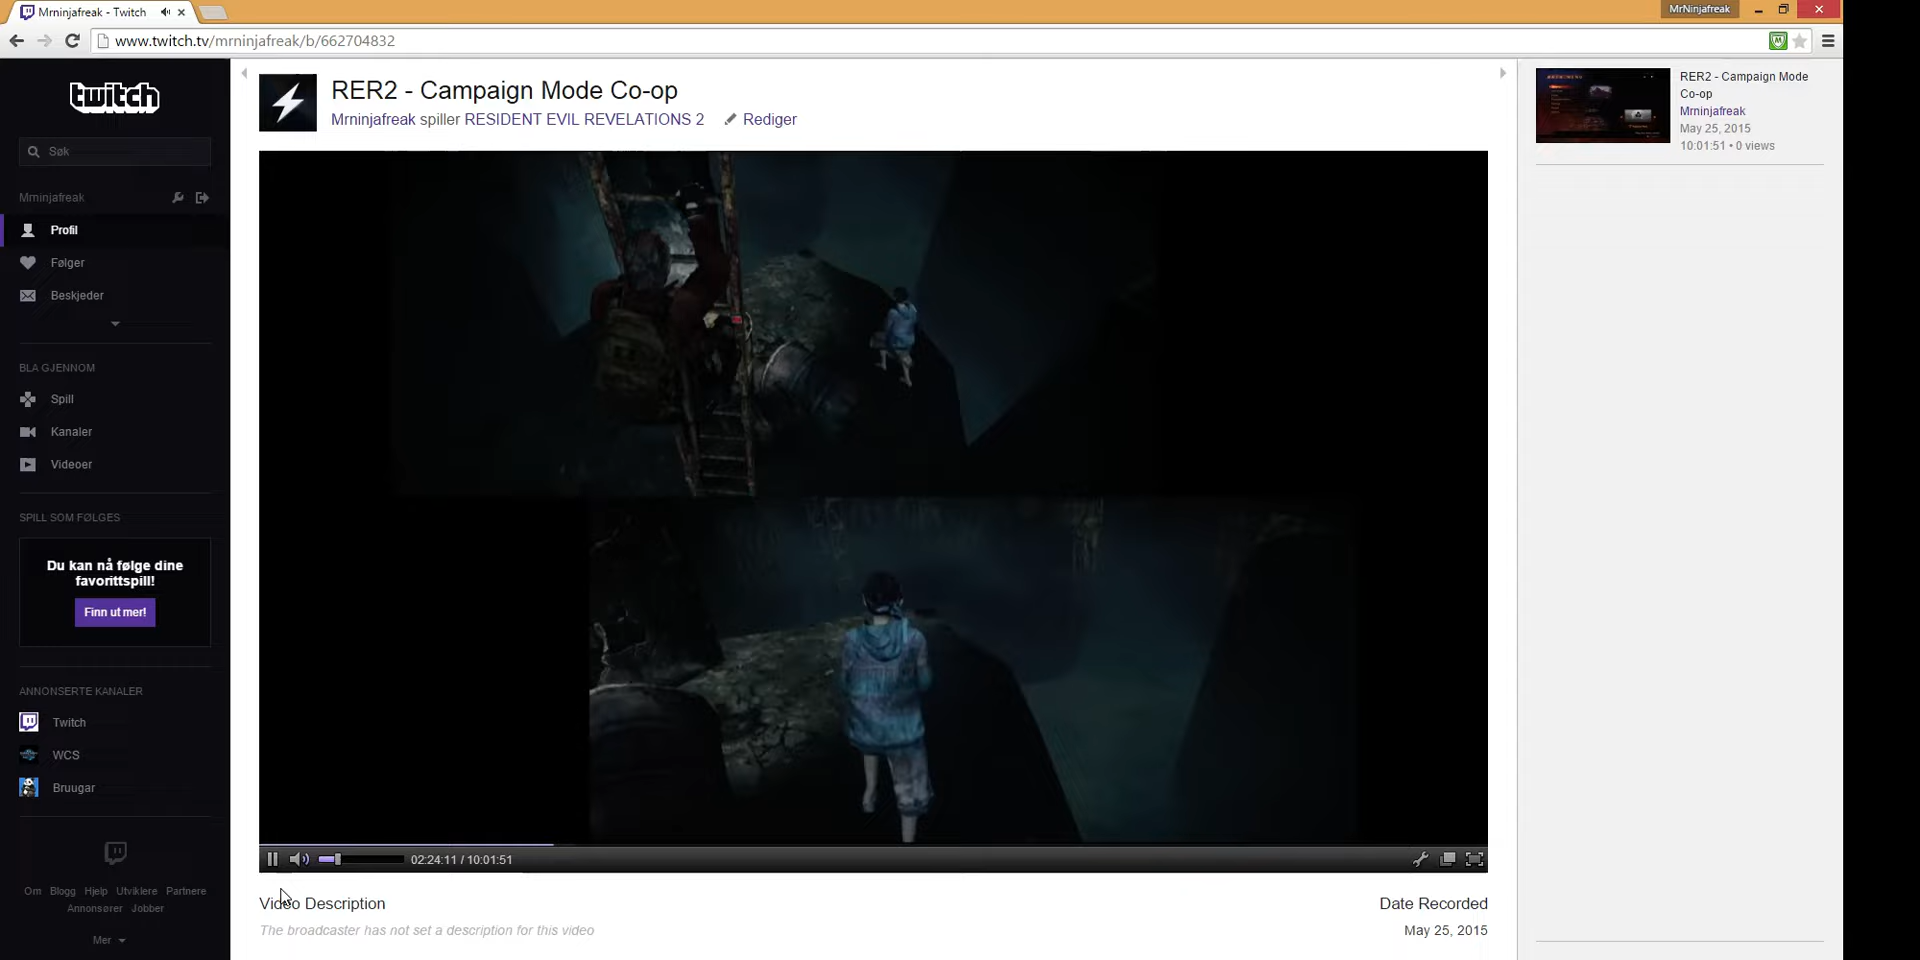 Mrninjafreak - Twitch
MrNinjafreak
www.twitch.tv/mrninjafreak/b/662704832
twitch
Søk
Mrninjafreak
Profil
Følger
Beskjeder
BLA GJENNOM
Spill
Kanaler
Videoer
SPILL SOM FØLGES
Du kan nå følge dine
favorittspill!
Finn ut mer!
ANNONSERTE KANALER
Twitch
WCS
Bruugar
Om Blogg Hjelp Utviklere Partnere
Annonsører Jobber
Mer
RER2 - Campaign Mode Co-op
Mrninjafreak spiller RESIDENT EVIL REVELATIONS 2 Rediger
02:24:11 / 10:01:51
Video Description
The broadcaster has not set a description for this video
Date Recorded
May 25, 2015
RER2 - Campaign Mode
Co-op
Mrninjafreak
May 25, 2015
10:01:51 • 0 views